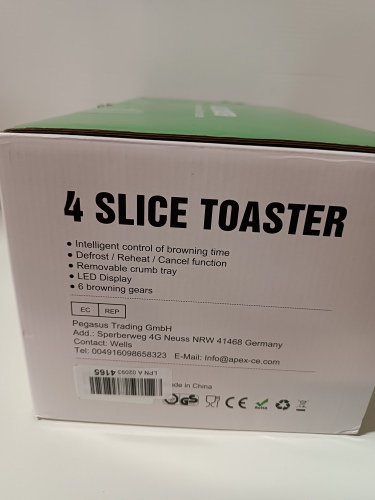 4 SLICE TOASTER
• Intelligent control of browning time
• Defrost / Reheat / Cancel function
• Removable crumb tray
• LED Display
• 6 browning gears
EC REP
Pegasus Trading GmbH
Add.: Sperberweg 4G Neuss NRW 41468 Germany
Contact: Wells
Tel: 004916098658323 E-Mail: Info@apex-ce.com
in China
GS CE RoHS